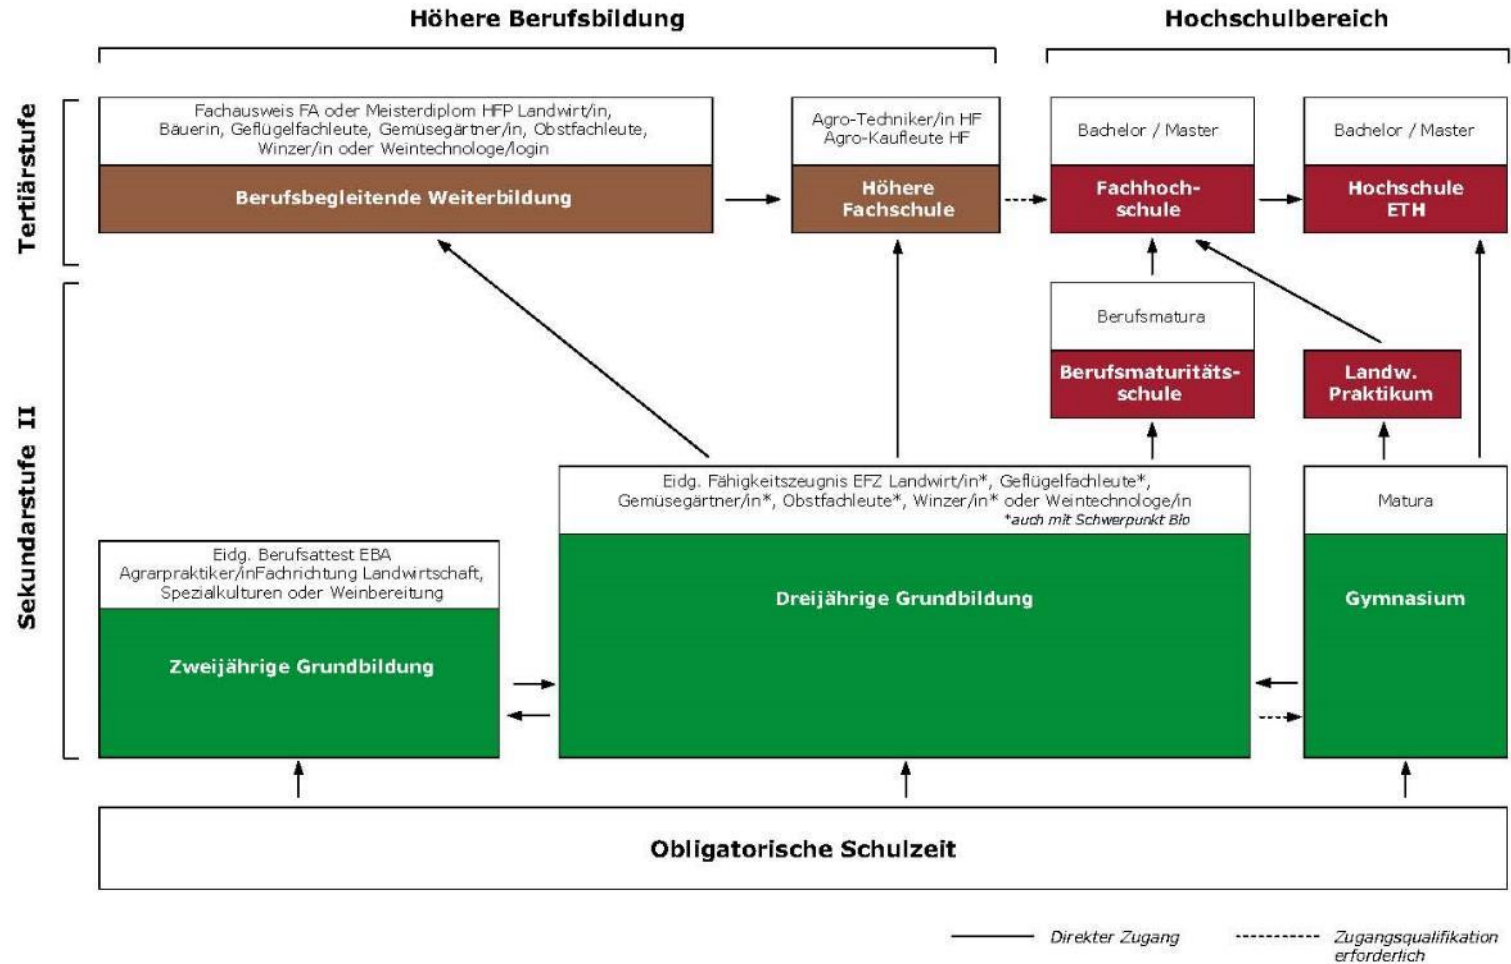 Höhere Berufsbildung
Hochschulbereich
Tertiärstufe
Fachausweis FA oder Meisterdiplom HFP Landwirt/in,
Bäuerin, Geflügelfachleute, Gemüsegärtner/in, Obstfachleute,
Winzer/in oder Weintechnologe/login
Berufsbegleitende Weiterbildung
Agro-Techniker/in HF
Agro-Kaufleute HF
Höhere
Fachschule
Bachelor / Master
Fachhoch-
schule
Bachelor / Master
Hochschule
ETH
Sekundarstufe II
Berufsmatura
Berufsmaturitäts-
schule
Landw.
Praktikum
Eidg. Fähigkeitszeugnis EFZ Landwirt/in*, Geflügelfachleute*,
Gemüsegärtner/in*, Obstfachleute*, Winzer/in* oder Weintechnologe/in
*auch mit Schwerpunkt Bio
Dreijährige Grundbildung
Matura
Gymnasium
Eidg. Berufsattest EBA
Agrarpraktiker/inFachrichtung Landwirtschaft,
Spezialkulturen oder Weinbereitung
Zweijährige Grundbildung
Obligatorische Schulzeit
Direkter Zugang
Zugangsqualifikation
erforderlich